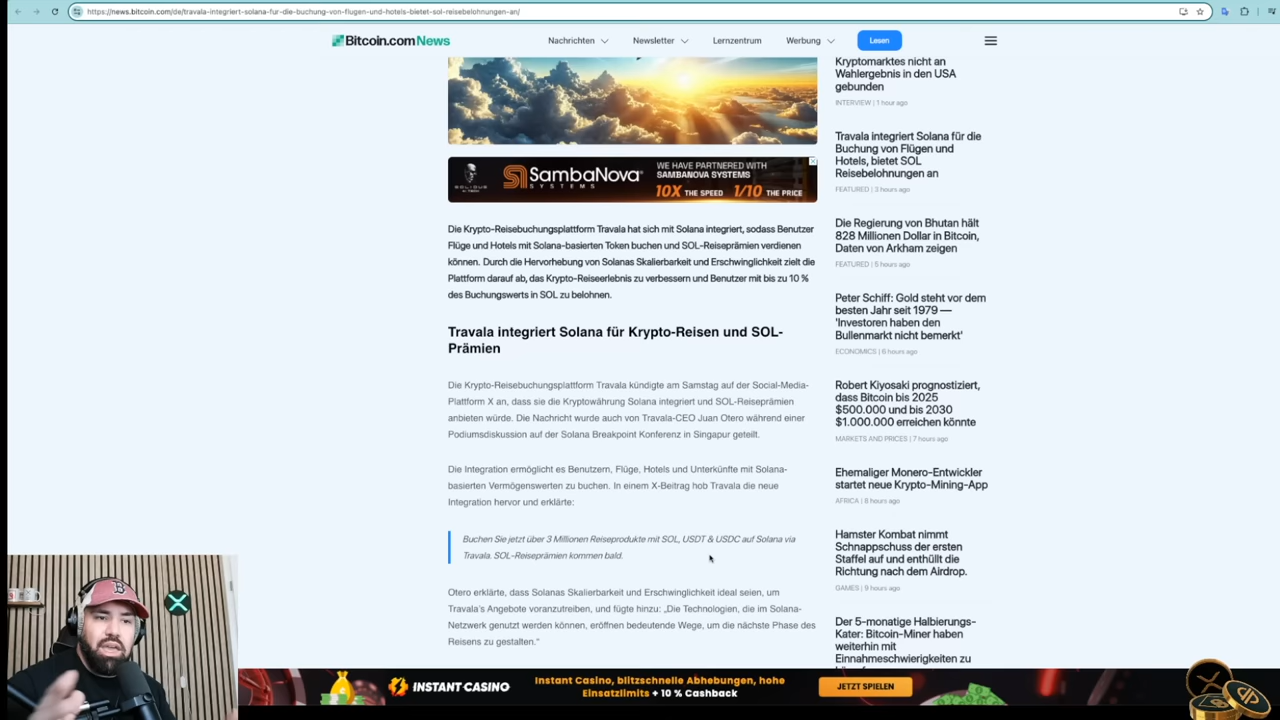 https://news.bitcoin.com/de/travala-integriert-solana-fur-die-buchung-von-flugen-und-hotels-bietet-sol-reisebelohnungen-an/
Bitcoin.com News
Nachrichten
Newsletter
Lernzentrum
Werbung
Lesen
SambaNova
SYSTEMS
WE HAVE PARTNERED WITH
SAMBANOVA SYSTEMS
10X THE SPEED 1/10 THE PRICE
Die Krypto-Reisebuchungsplattform Travala hat sich mit Solana integriert, sodass Benutzer
Flüge und Hotels mit Solana-basierten Token buchen und SOL-Reiseprämien verdienen
können. Durch die Hervorhebung von Solanas Skalierbarkeit und Erschwinglichkeit zielt die
Plattform darauf ab, das Krypto-Reiseerlebnis zu verbessern und Benutzer mit bis zu 10 %
des Buchungswerts in SOL zu belohnen.
Travala integriert Solana für Krypto-Reisen und SOL-
Prämien
Die Krypto-Reisebuchungsplattform Travala kündigte am Samstag auf der Social-Media-
Plattform X an, dass sie die Kryptowährung Solana integriert und SOL-Reiseprämien
anbieten würde. Die Nachricht wurde auch von Travala-CEO Juan Otero während einer
Podiumsdiskussion auf der Solana Breakpoint Konferenz in Singapur geteilt.
Die Integration ermöglicht es Benutzern, Flüge, Hotels und Unterkünfte mit Solana-
basierten Vermögenswerten zu buchen. In einem X-Beitrag hob Travala die neue
Integration hervor und erklärte:
Buchen Sie jetzt über 3 Millionen Reiseprodukte mit SOL, USDT & USDC auf Solana via
Travala. SOL-Reiseprämien kommen bald.
Otero erklärte, dass Solanas Skalierbarkeit und Erschwinglichkeit ideal seien, um
Travala's Angebote voranzutreiben, und fügte hinzu: „Die Technologien, die im Solana-
Netzwerk genutzt werden können, eröffnen bedeutende Wege, um die nächste Phase des
Reisens zu gestalten."
Kryptomarktes nicht an
Wahlergebnis in den USA
gebunden
INTERVIEW | 1 hour ago
Travala integriert Solana für die
Buchung von Flügen und
Hotels, bietet SOL
Reisebelohnungen an
FEATURED | 3 hours ago
Die Regierung von Bhutan hält
828 Millionen Dollar in Bitcoin,
Daten von Arkham zeigen
FEATURED | 5 hours ago
Peter Schiff: Gold steht vor dem
besten Jahr seit 1979 —
'Investoren haben den
Bullenmarkt nicht bemerkt'
ECONOMICS | 6 hours ago
Robert Kiyosaki prognostiziert,
dass Bitcoin bis 2025
$500.000 und bis 2030
$1.000.000 erreichen könnte
MARKETS AND PRICES | 7 hours ago
Ehemaliger Monero-Entwickler
startet neue Krypto-Mining-App
AFRICA | 8 hours ago
Hamster Kombat nimmt
Schnappschuss der ersten
Staffel auf und enthüllt die
Richtung nach dem Airdrop.
GAMES | 9 hours ago
Der 5-monatige Halbierungs-
Kater: Bitcoin-Miner haben
weiterhin mit
Einnahmeschwierigkeiten zu
INSTANT CASINO
Instant Casino, blitzschnelle Abhebungen, hohe
Einsatzlimits + 10 % Cashback
JETZT SPIELEN
B